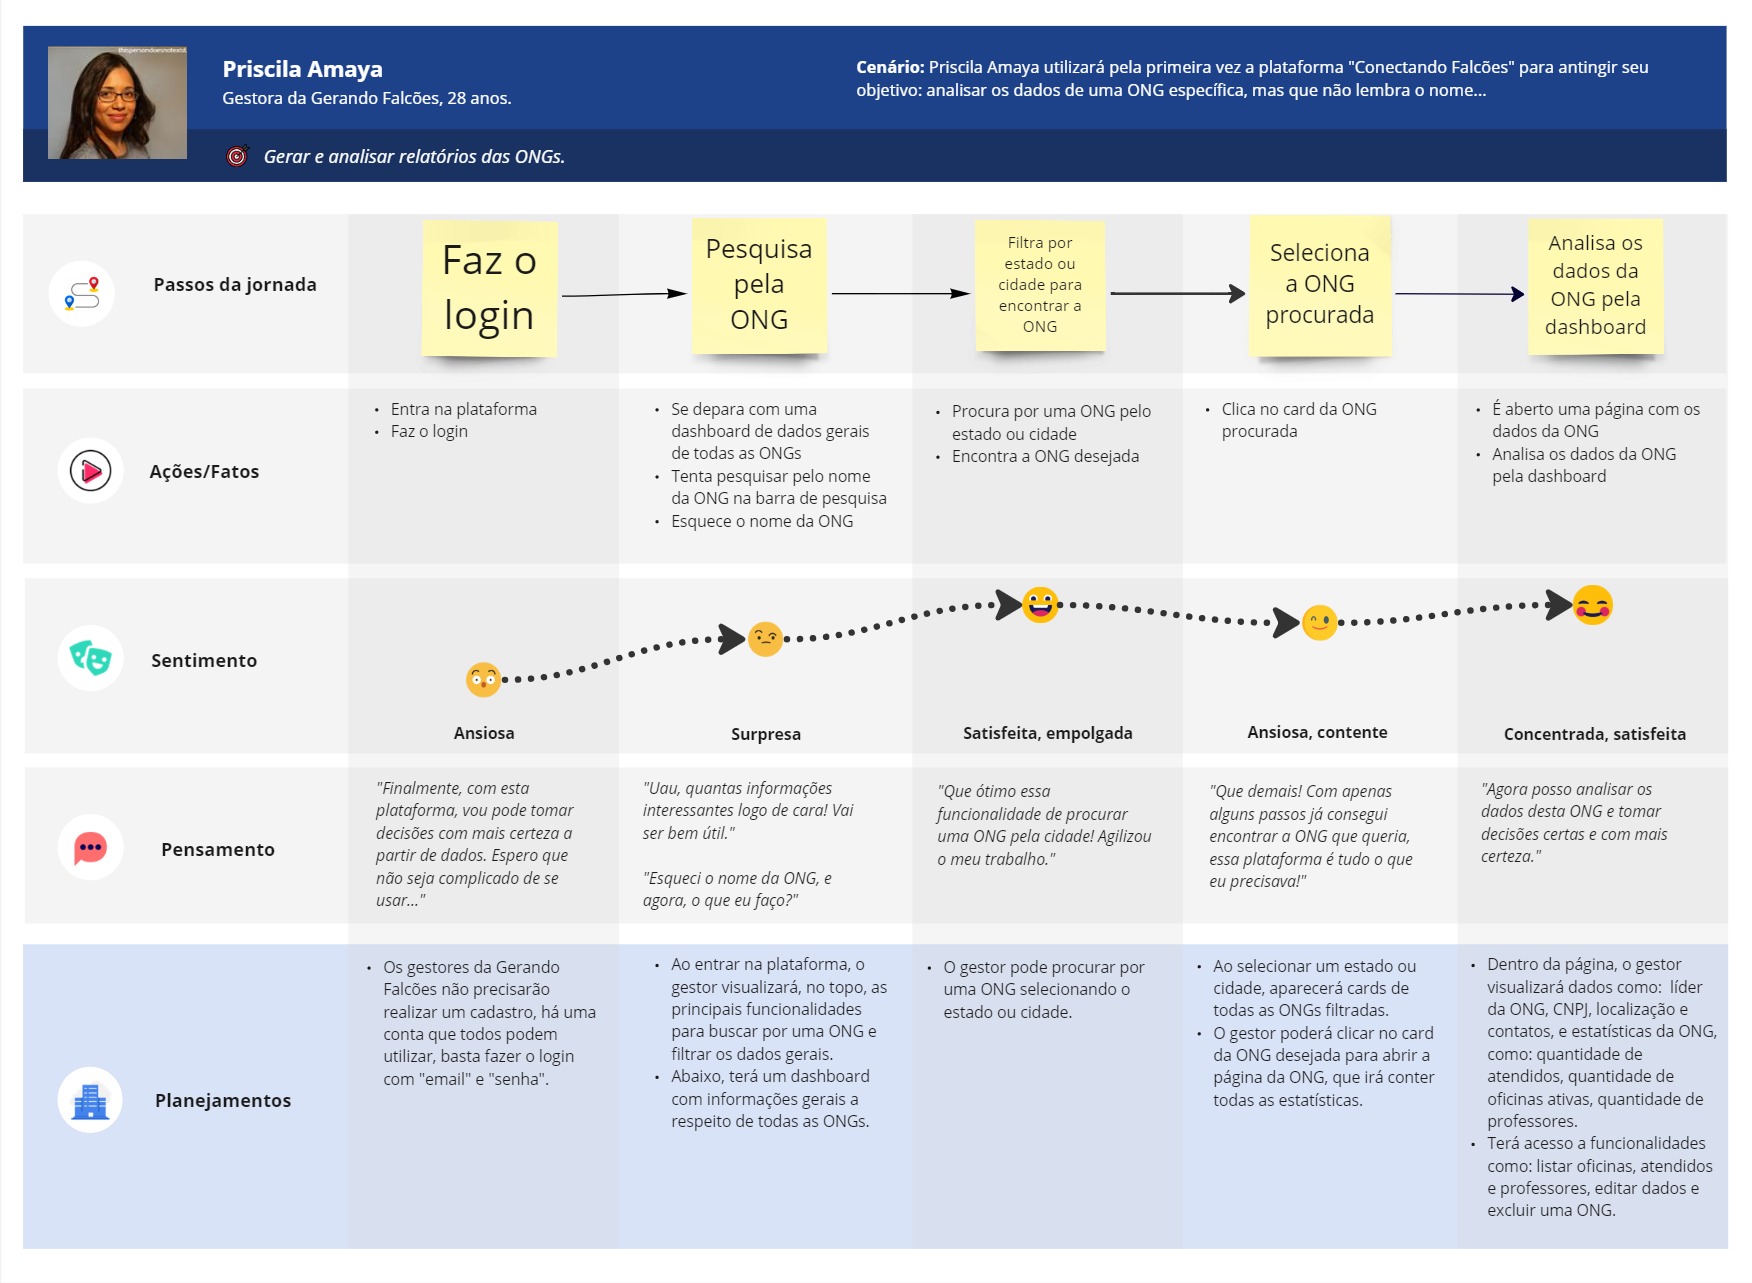 thispersondoesnotexist.
Priscila Amaya
Gestora da Gerando Falcões, 28 anos.
Cenário: Priscila Amaya utilizará pela primeira vez a plataforma "Conectando Falcões" para antingir seu
objetivo: analisar os dados de uma ONG específica, mas que não lembra o nome...
Gerar e analisar relatórios das ONGs.
Passos da jornada
Faz o
login
Pesquisa
pela
ONG
Filtra por
estado ou
cidade para
encontrar a
ONG
Seleciona
a ONG
procurada
Analisa os
dados da
ONG pela
dashboard
Ações/Fatos
• Entra na plataforma
• Faz o login
• Se depara com uma
dashboard de dados gerais
de todas as ONGs
• Tenta pesquisar pelo nome
da ONG na barra de pesquisa
• Esquece o nome da ONG
• Procura por uma ONG pelo
estado ou cidade
• Encontra a ONG desejada
• Clica no card da ONG
procurada
• É aberto uma página com os
dados da ONG
• Analisa os dados da ONG
pela dashboard
Sentimento
Ansiosa
Surpresa
Satisfeita, empolgada
Ansiosa, contente
Concentrada, satisfeita
Pensamento
"Finalmente, com esta
plataforma, vou pode tomar
decisões com mais certeza a
partir de dados. Espero que
não seja complicado de se
usar..."
"Uau, quantas informações
interessantes logo de cara! Vai
ser bem útil."
"Esqueci o nome da ONG, e
agora, o que eu faço?"
"Que ótimo essa
funcionalidade de procurar
uma ONG pela cidade! Agilizou
o meu trabalho."
"Que demais! Com apenas
alguns passos já consegui
encontrar a ONG que queria,
essa plataforma é tudo o que
eu precisava!"
"Agora posso analisar os
dados desta ONG e tomar
decisões certas e com mais
certeza."
Planejamentos
• Os gestores da Gerando
Falcões não precisarão
realizar um cadastro, há uma
conta que todos podem
utilizar, basta fazer o login
com "email" e "senha".
• Ao entrar na plataforma, o
gestor visualizará, no topo, as
principais funcionalidades
para buscar por uma ONG e
filtrar os dados gerais.
• Abaixo, terá um dashboard
com informações gerais a
respeito de todas as ONGs.
• O gestor pode procurar por
uma ONG selecionando o
estado ou cidade.
• Ao selecionar um estado ou
cidade, aparecerá cards de
todas as ONGs filtradas.
• O gestor poderá clicar no card
da ONG desejada para abrir a
página da ONG, que irá conter
todas as estatísticas.
• Dentro da página, o gestor
visualizará dados como: líder
da ONG, CNPJ, localização e
contatos, e estatísticas da ONG,
como: quantidade de
atendidos, quantidade de
oficinas ativas, quantidade de
professores.
• Terá acesso a funcionalidades
como: listar oficinas, atendidos
e professores, editar dados e
excluir uma ONG.